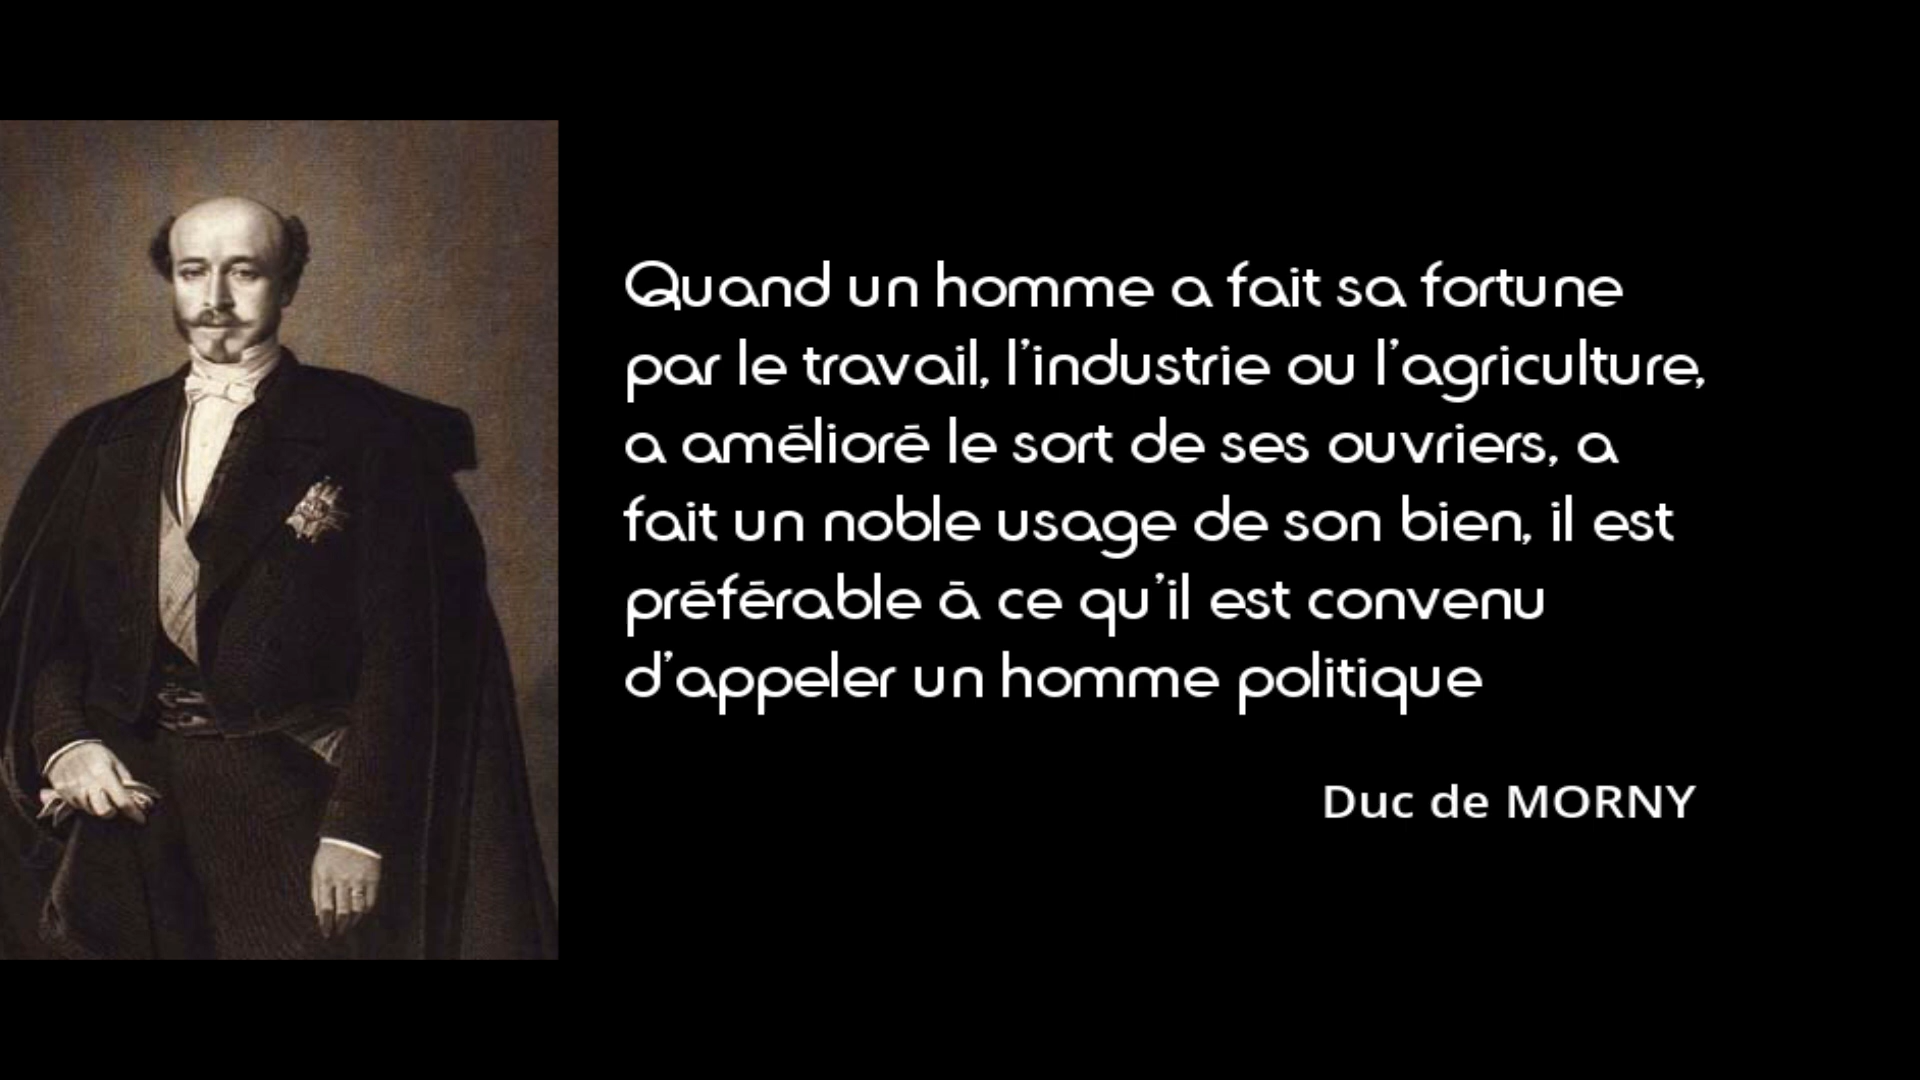 Quand un homme a fait sa fortune
par le travail, l'industrie ou l'agriculture,
a amélioré le sort de ses ouvriers, a
fait un noble usage de son bien, il est
préférable à ce qu'il est convenu
d'appeler un homme politique
Duc de MORNY